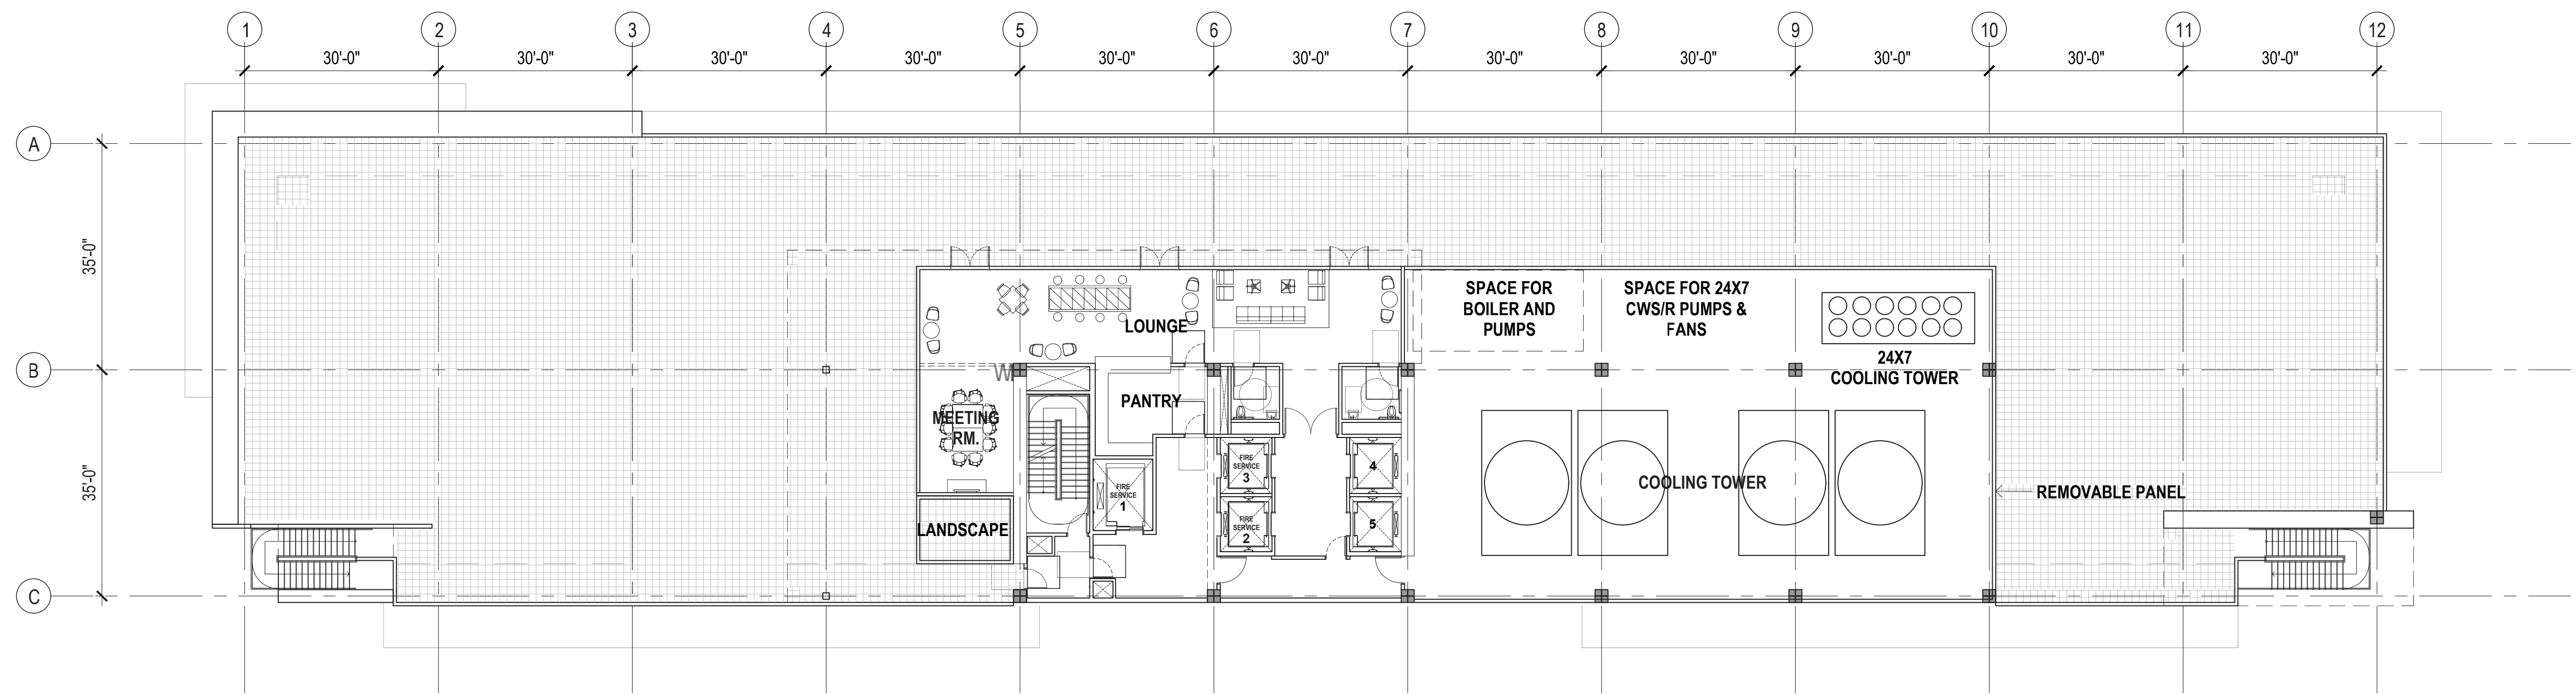 1 2 3 4 5 6 7 8 9 10 11 12
30'-0" 30'-0" 30'-0" 30'-0" 30'-0" 30'-0" 30'-0" 30'-0" 30'-0" 30'-0" 30'-0"
A
35'-0"
B
35'-0"
C
LOUNGE
SPACE FOR
BOILER AND
PUMPS
SPACE FOR 24X7
CWS/R PUMPS &
FANS
24X7
COOLING TOWER
PANTRY
MEETING
RM.
LANDSCAPE
FIRE
SERVICE
1
FIRE
SERVICE
3
FIRE
SERVICE
2
4
5
COOLING TOWER
REMOVABLE PANEL